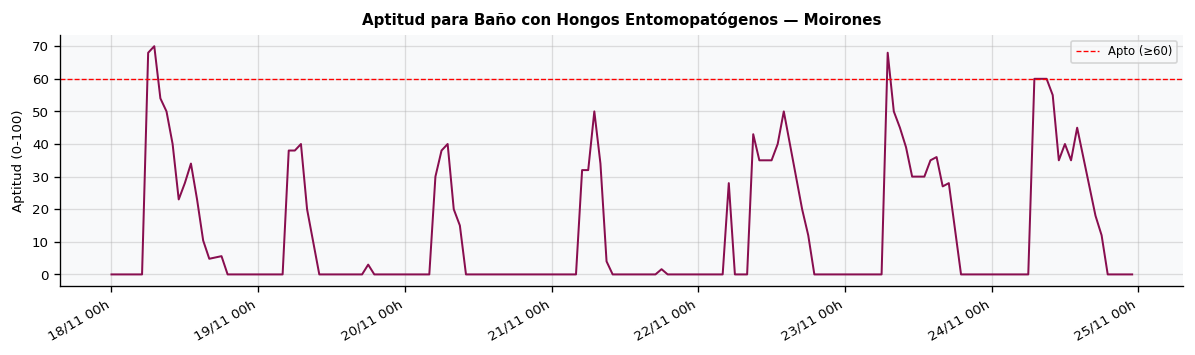 Aptitud para Baño con Hongos Entomopatógenos — Moirones
Apto (≥60)
Aptitud (0-100)
70
60
50
40
30
20
10
0
18/11 00h
19/11 00h
20/11 00h
21/11 00h
22/11 00h
23/11 00h
24/11 00h
25/11 00h